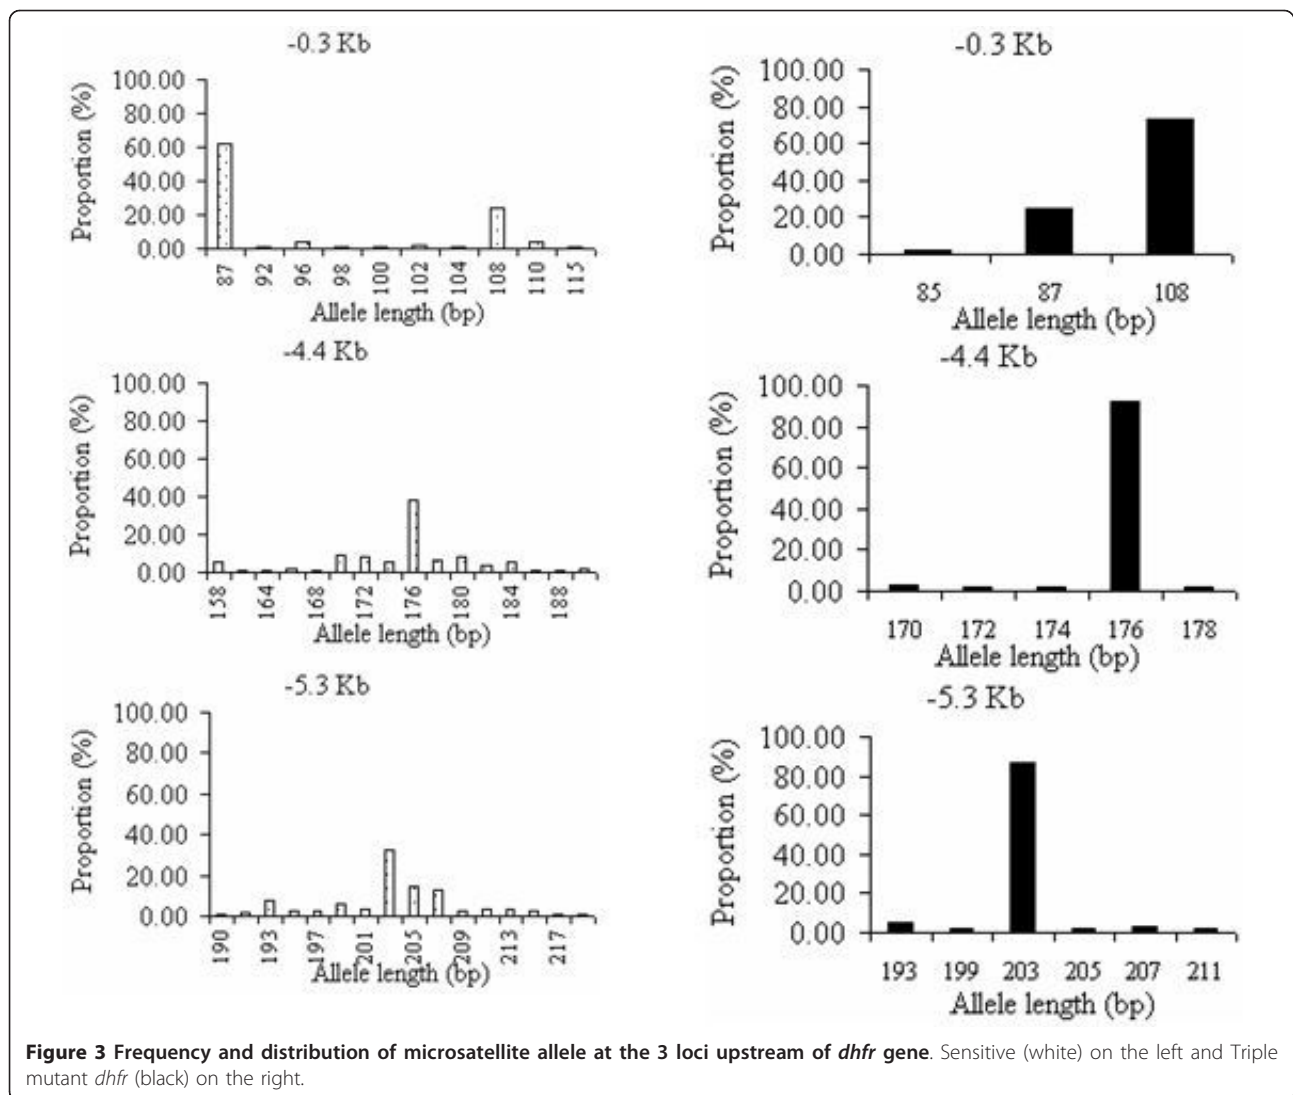 -0.3 Kb
100.00
80.00
60.00
40.00
20.00
0.00
Proportion (%)
87 92 96 98 100 102 104 108 110 115
Allele length (bp)
-0.3 Kb
100.00
80.00
60.00
40.00
20.00
0.00
Proportion (%)
85 87 108
Allele length (bp)
-4.4 Kb
100.00
80.00
60.00
40.00
20.00
0.00
Proportion (%)
158 164 168 172 176 180 184 188
Allele length (bp)
-4.4 Kb
100.00
80.00
60.00
40.00
20.00
0.00
Proportion (%)
170 172 174 176 178
Allele length (bp)
-5.3 Kb
100.00
80.00
60.00
40.00
20.00
0.00
Proportion (%)
190 193 197 201 205 209 213 217
Allele length (bp)
-5.3 Kb
100.00
80.00
60.00
40.00
20.00
0.00
Proportion (%)
193 199 203 205 207 211
Allele length (bp)
Figure 3 Frequency and distribution of microsatellite allele at the 3 loci upstream of dhfr gene. Sensitive (white) on the left and Triple
mutant dhfr (black) on the right.